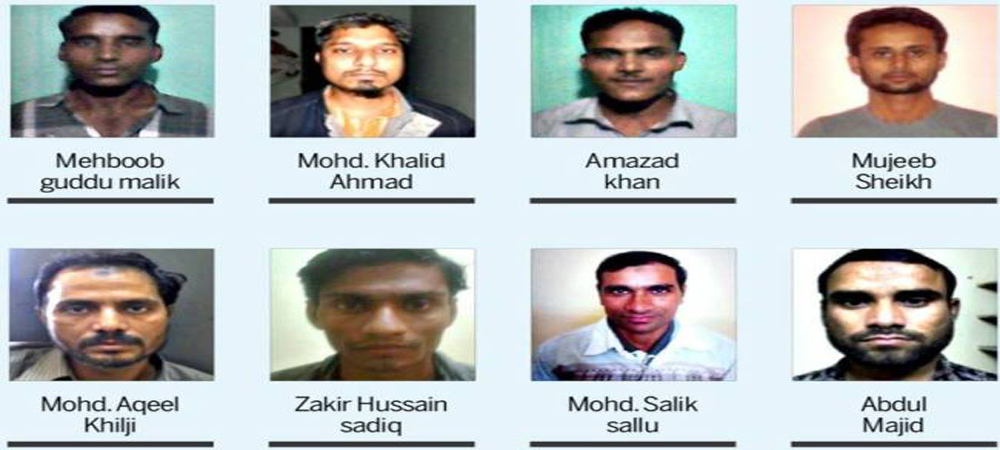 Mehboob
guddu malik
Mohd. Khalid
Ahmad
Amazad
khan
Mujeeb
Sheikh
Mohd. Aqeel
Khilji
Zakir Hussain
sadiq
Mohd. Salik
sallu
Abdul
Majid